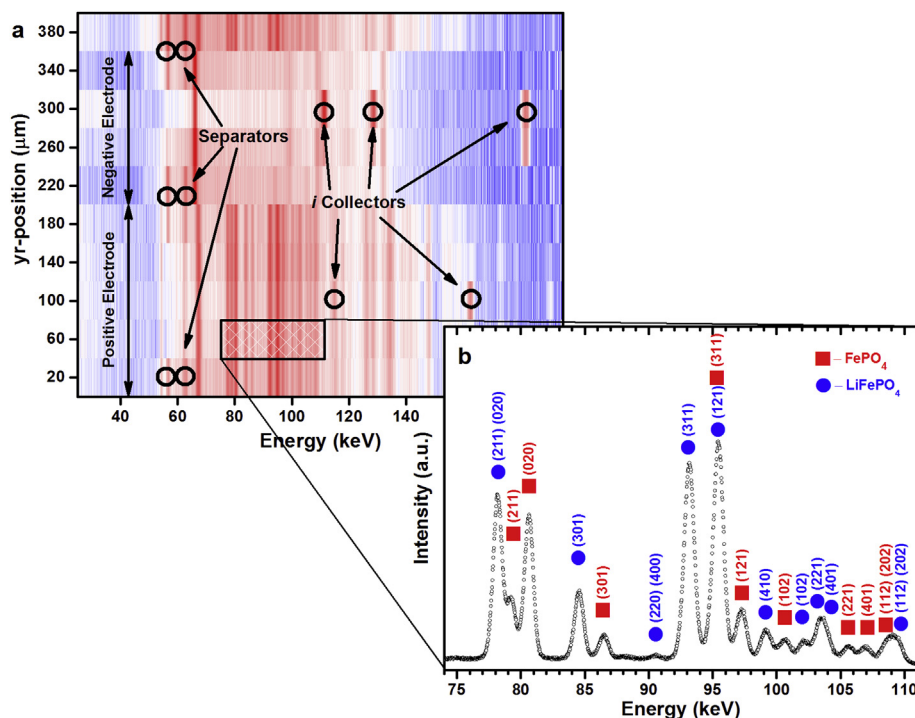 a
380
340
300
260
220
180
140
100
60
20
yr-position (μm)
Negative Electrode
Positive Electrode
Separators
i Collectors
40 60 80 100 120 140
Energy (keV)
b
FePO4
LiFePO4
Intensity (a.u.)
(211) (020)
(211)
(020)
(301)
(301)
(220) (400)
(311)
(311)
(121)
(121)
(410)
(102)
(102)
(221)
(401)
(221)
(401)
(112) (202)
(112) (202)
75 80 85 90 95 100 105 110
Energy (keV)